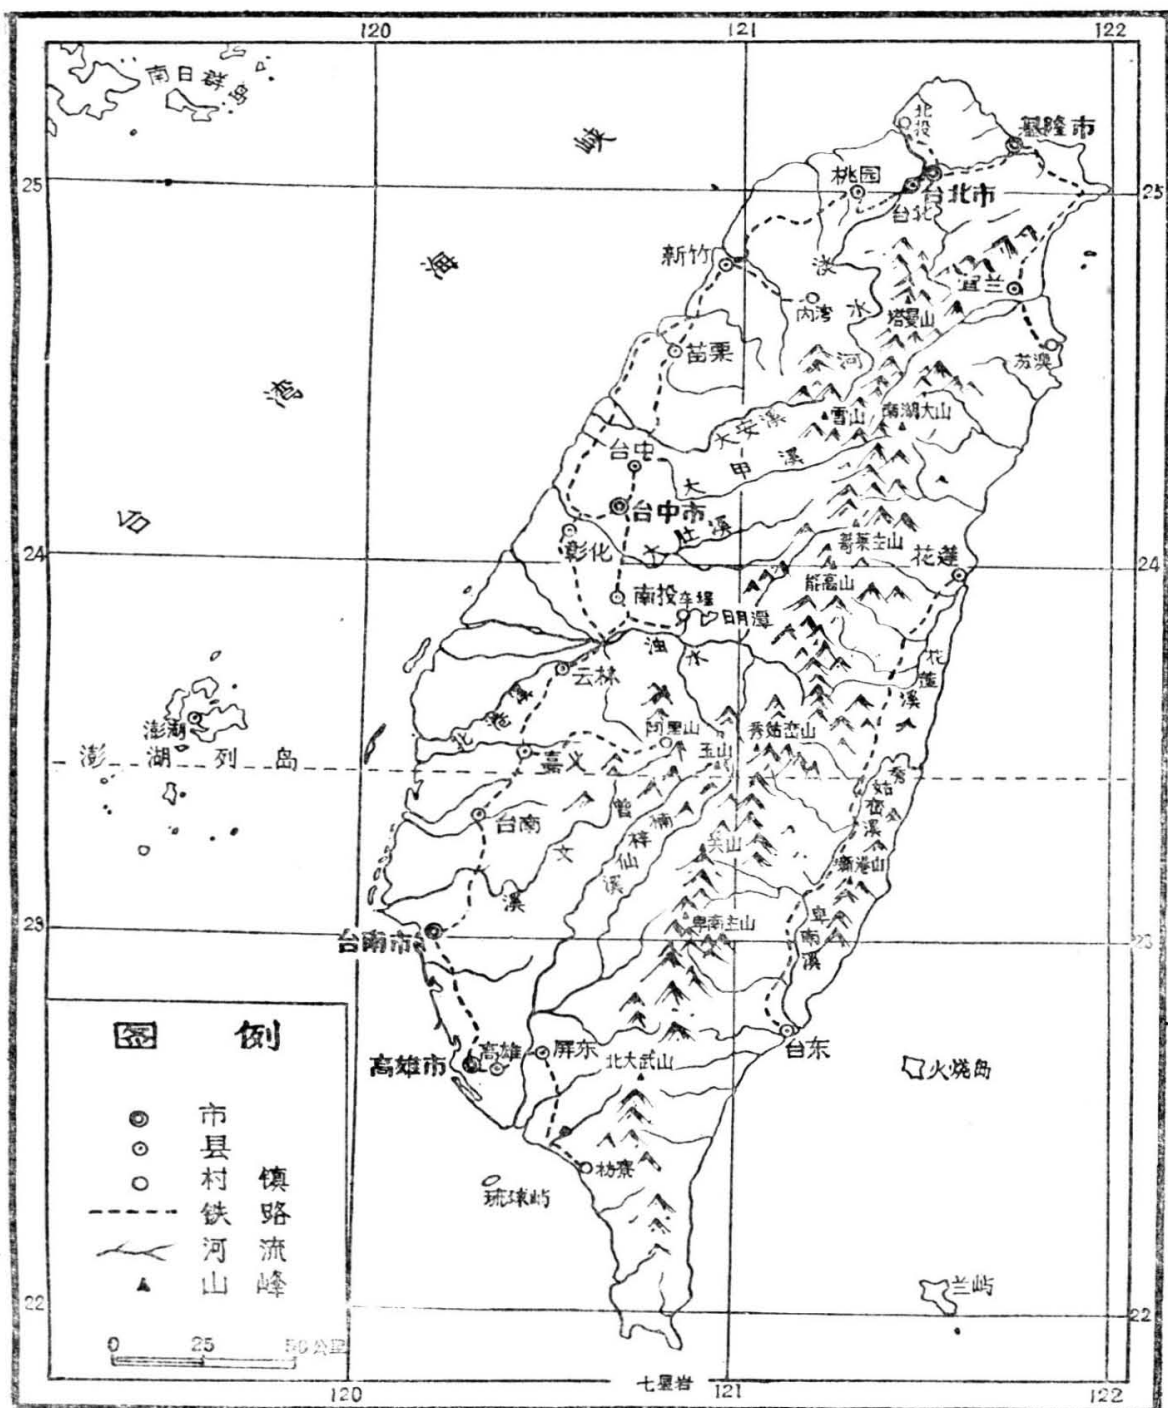 120 121 122
南日群岛
峡
北投
基隆市
25
桃园
台北市
25
台北
海
新竹
淡
宜兰
内湾
水
塔曼山
苗栗
河
苏澳
湾
雪山
南湖大山
大安溪
台中
大甲溪
台
台中市
大肚溪
彰化
花莲
24
24
能高山
南投
车埕
日月潭
浊水
花莲溪
云林
北港溪
澎湖
阿里山
秀姑峦山
玉山
澎湖列岛
嘉义
秀姑峦溪
曾文溪
楠梓仙溪
台南
关山
新港山
卑南主山
卑南溪
23
台南市
23
图例
台东
高雄市
高雄
屏东
北大武山
火烧岛
市
县
村镇
枋寮
琉球屿
铁路
河流
山峰
兰屿
22
22
0 25 50公里
七星岩
120 121 122